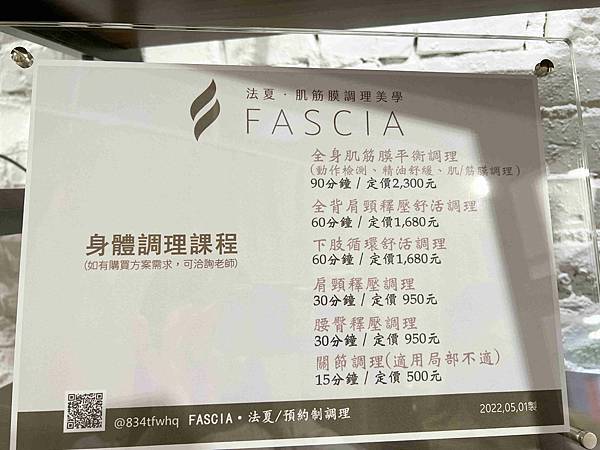 法夏·肌筋膜調理美學
FASCIA
全身肌筋膜平衡調理
(動作檢測、精油舒緩、肌/筋膜調理)
90分鐘 / 定價2,300元
全背肩頸釋壓舒活調理
60分鐘 / 定價1,680元
身體調理課程
(如有購買方案需求,可洽詢老師)
下肢循環舒活調理
60分鐘 / 定價1,680元
肩頸釋壓調理
30分鐘 / 定價 950元
腰臀釋壓調理
30分鐘 / 定價 950元
關節調理(適用局部不適)
15分鐘 / 定價 500元
@834tfwhq FASCIA·法夏/預約制調理
2022,05,01製